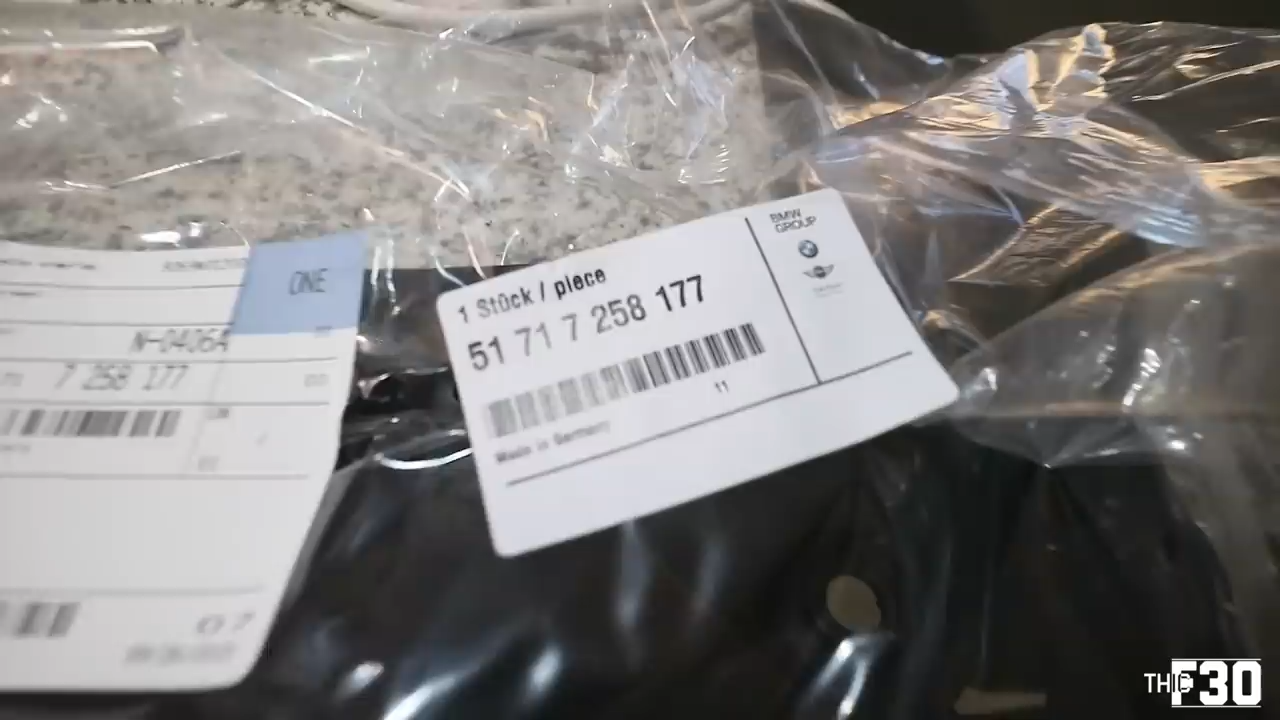 ONE
N-0406A
7 258 177
07
1 Stück / piece
51 71 7 258 177
11
Made in Germany
BMW
GROUP
THIC F30